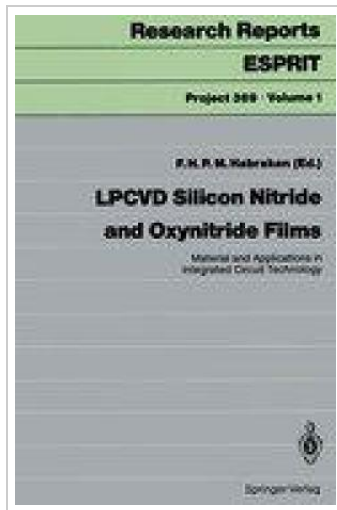 Research Reports
ESPRIT
Project 369 · Volume 1
F.H.P.M. Habraken (Ed.)
LPCVD Silicon Nitride
and Oxynitride Films
Material and Applications in
Integrated Circuit Technology
Springer-Verlag